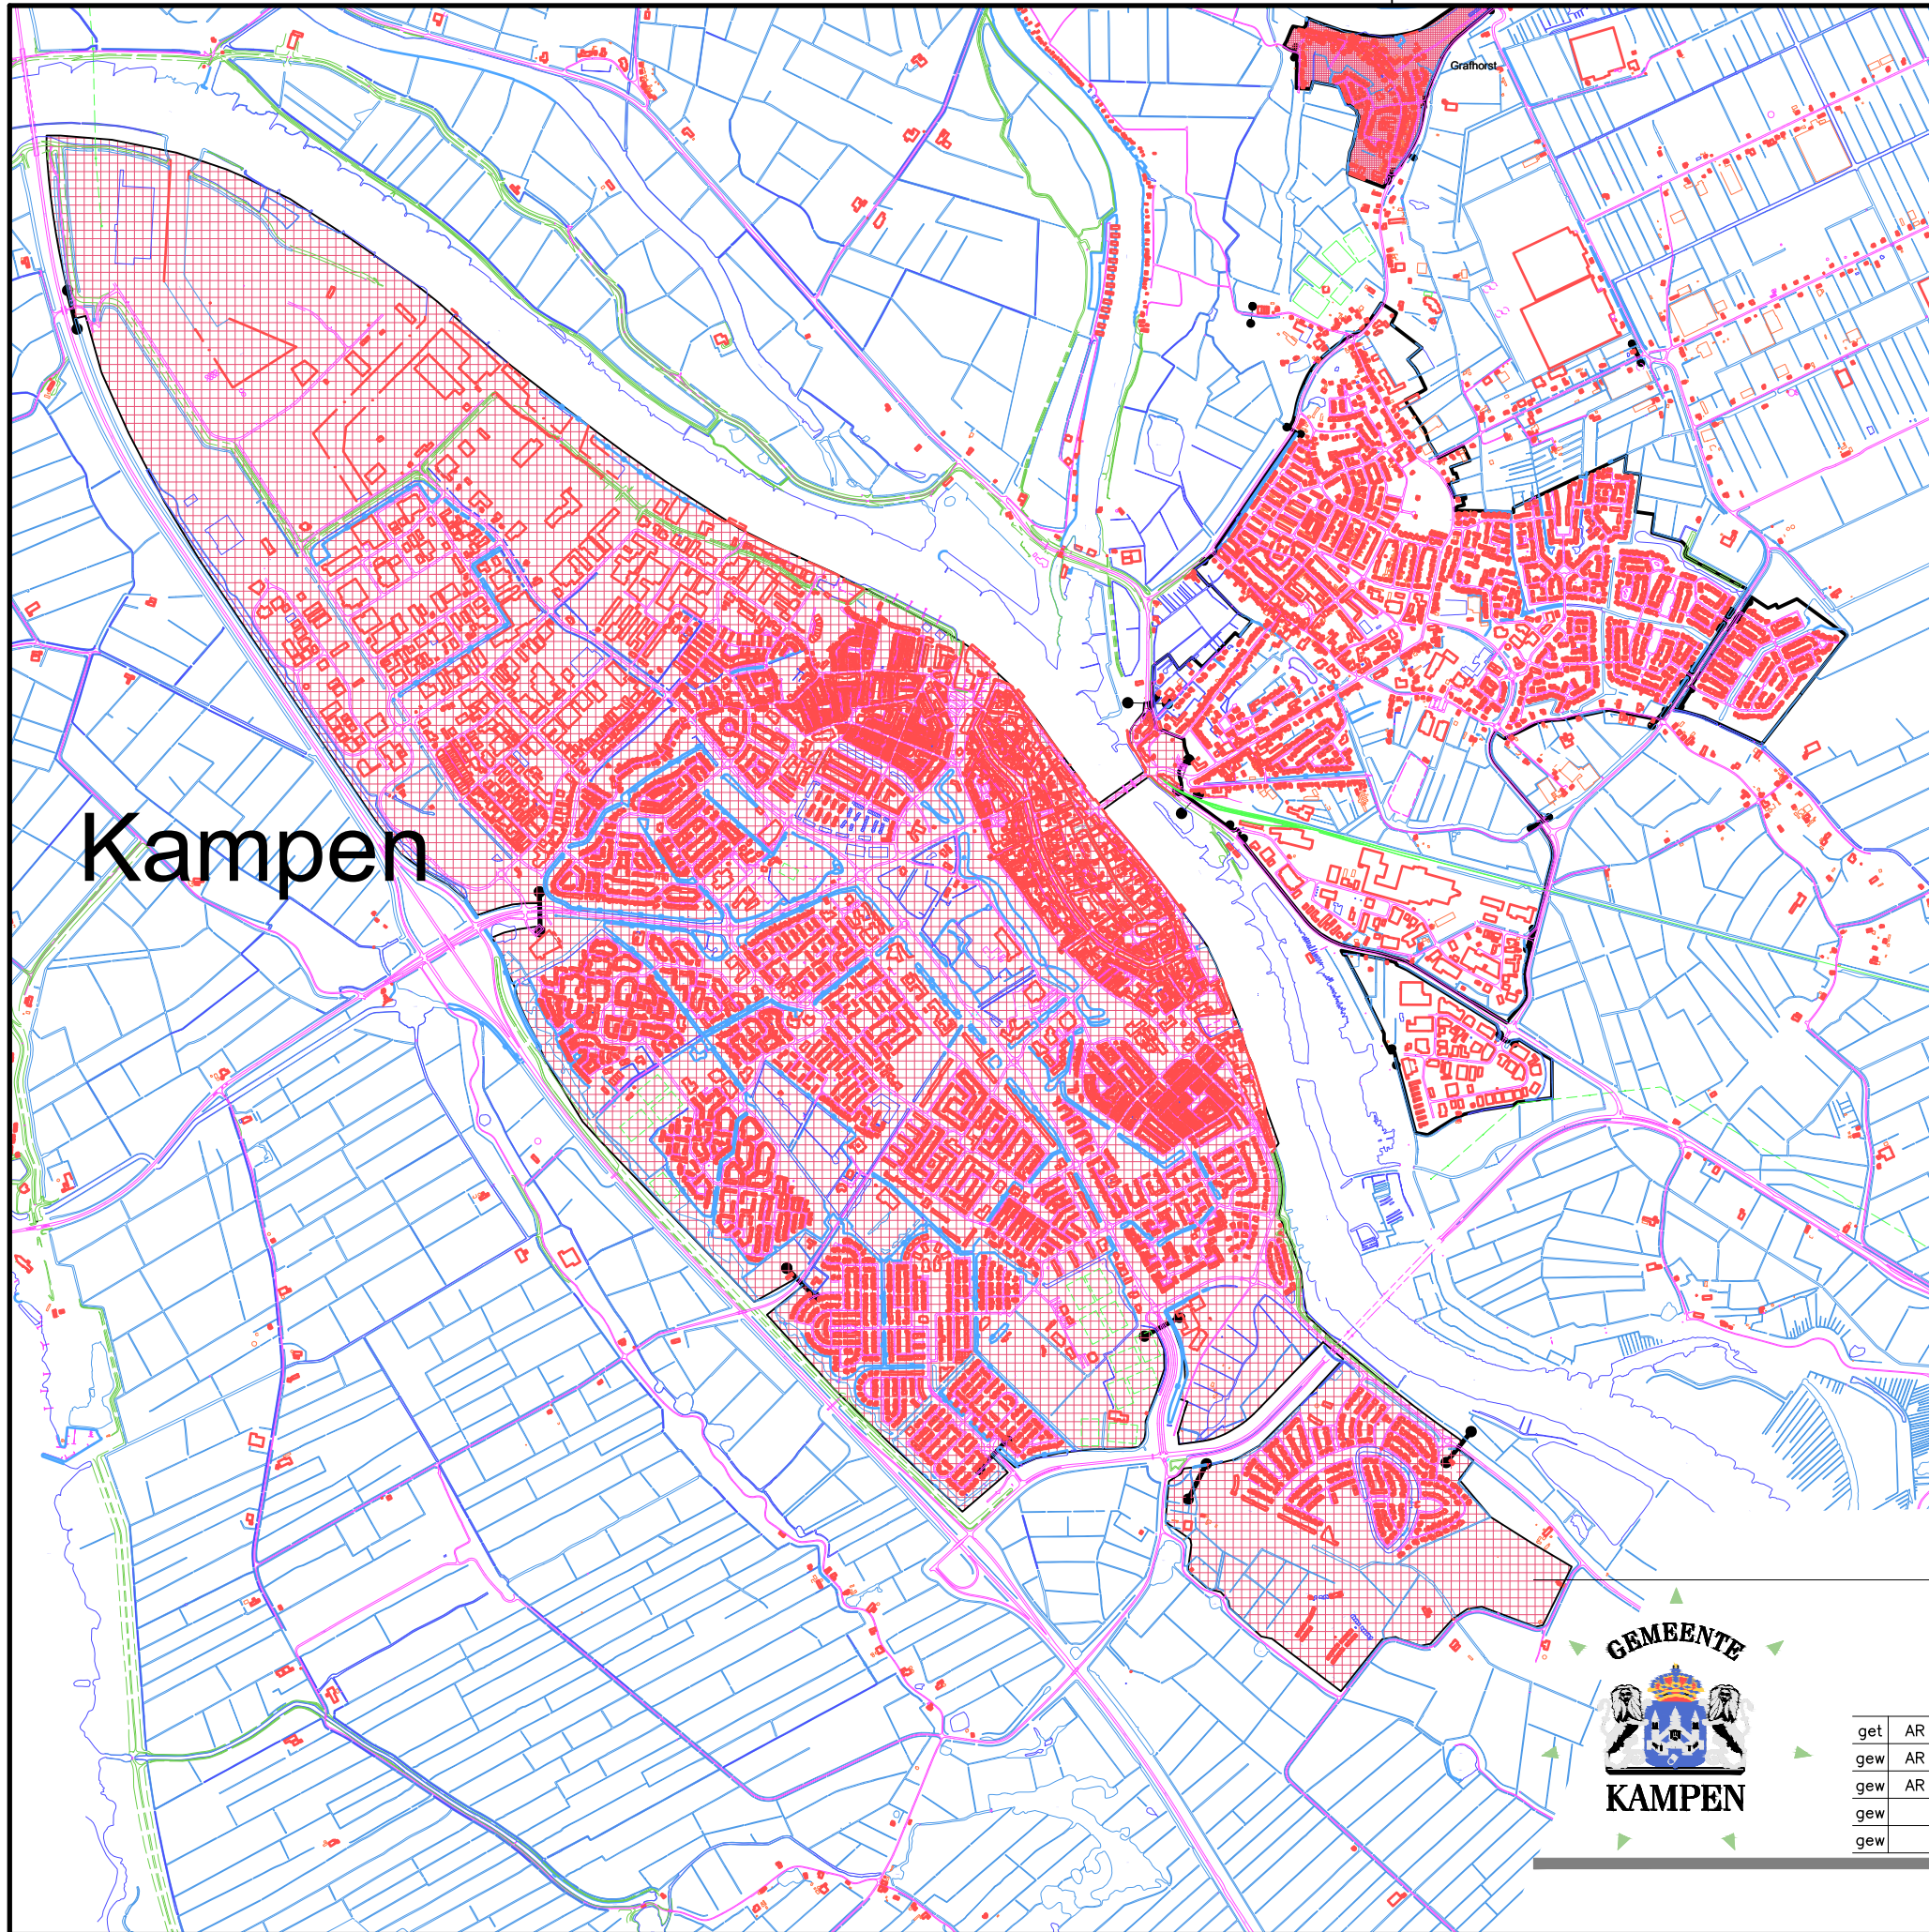 Grafhorst
Kampen
GEMEENTE
KAMPEN
get AR
gew AR
gew AR
gew
gew